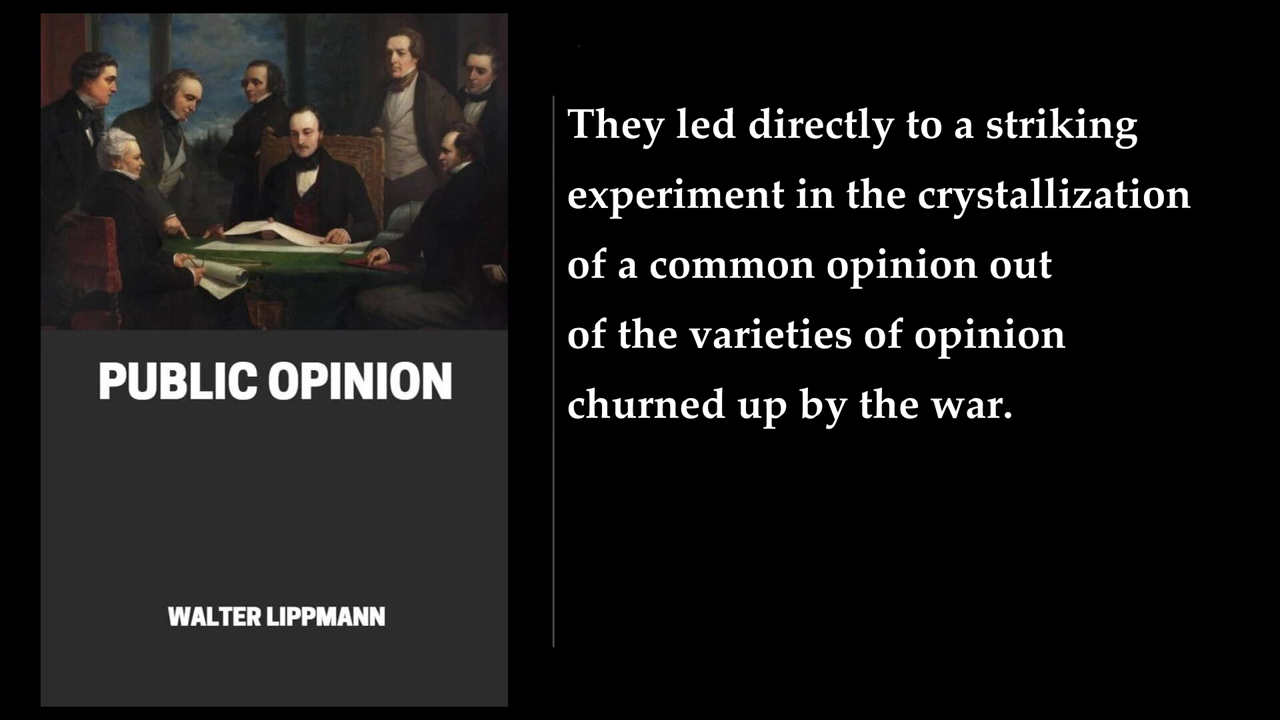 PUBLIC OPINION
WALTER LIPPMANN
They led directly to a striking
experiment in the crystallization
of a common opinion out
of the varieties of opinion
churned up by the war.